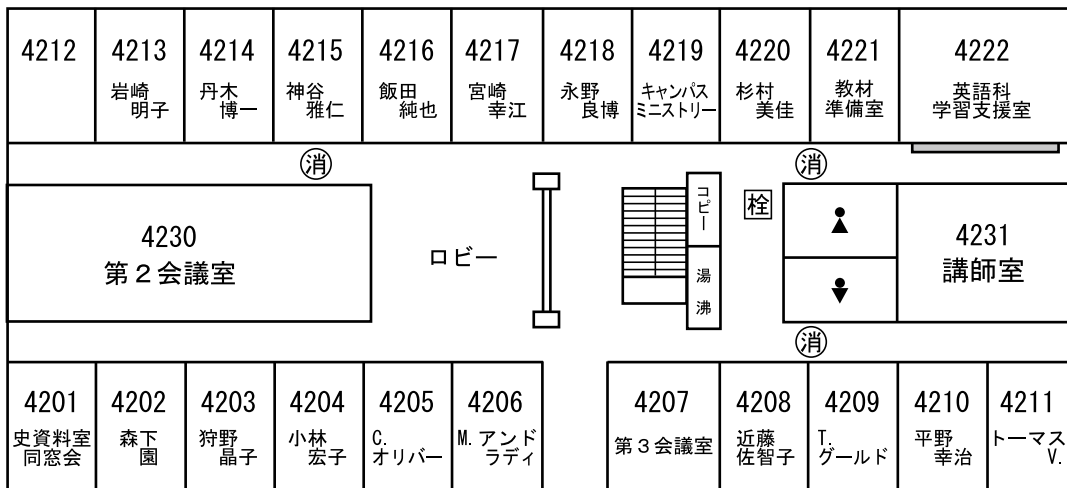 4212
4213
岩崎
明子
4214
丹木
博一
4215
神谷
雅仁
4216
飯田
純也
4217
宮崎
幸江
4218
永野
良博
4219
キャンパス
ミニストリー
4220
杉村
美佳
4221
教材
準備室
4222
英語科
学習支援室
消
消
4230
第２会議室
ロビー
コピー
湯沸
栓
4231
講師室
消
4201
史資料室
同窓会
4202
森下
園
4203
狩野
晶子
4204
小林
宏子
4205
C.
オリバー
4206
M. アンド
ラディ
4207
第３会議室
4208
近藤
佐智子
4209
T.
グールド
4210
平野
幸治
4211
トーマス
V.